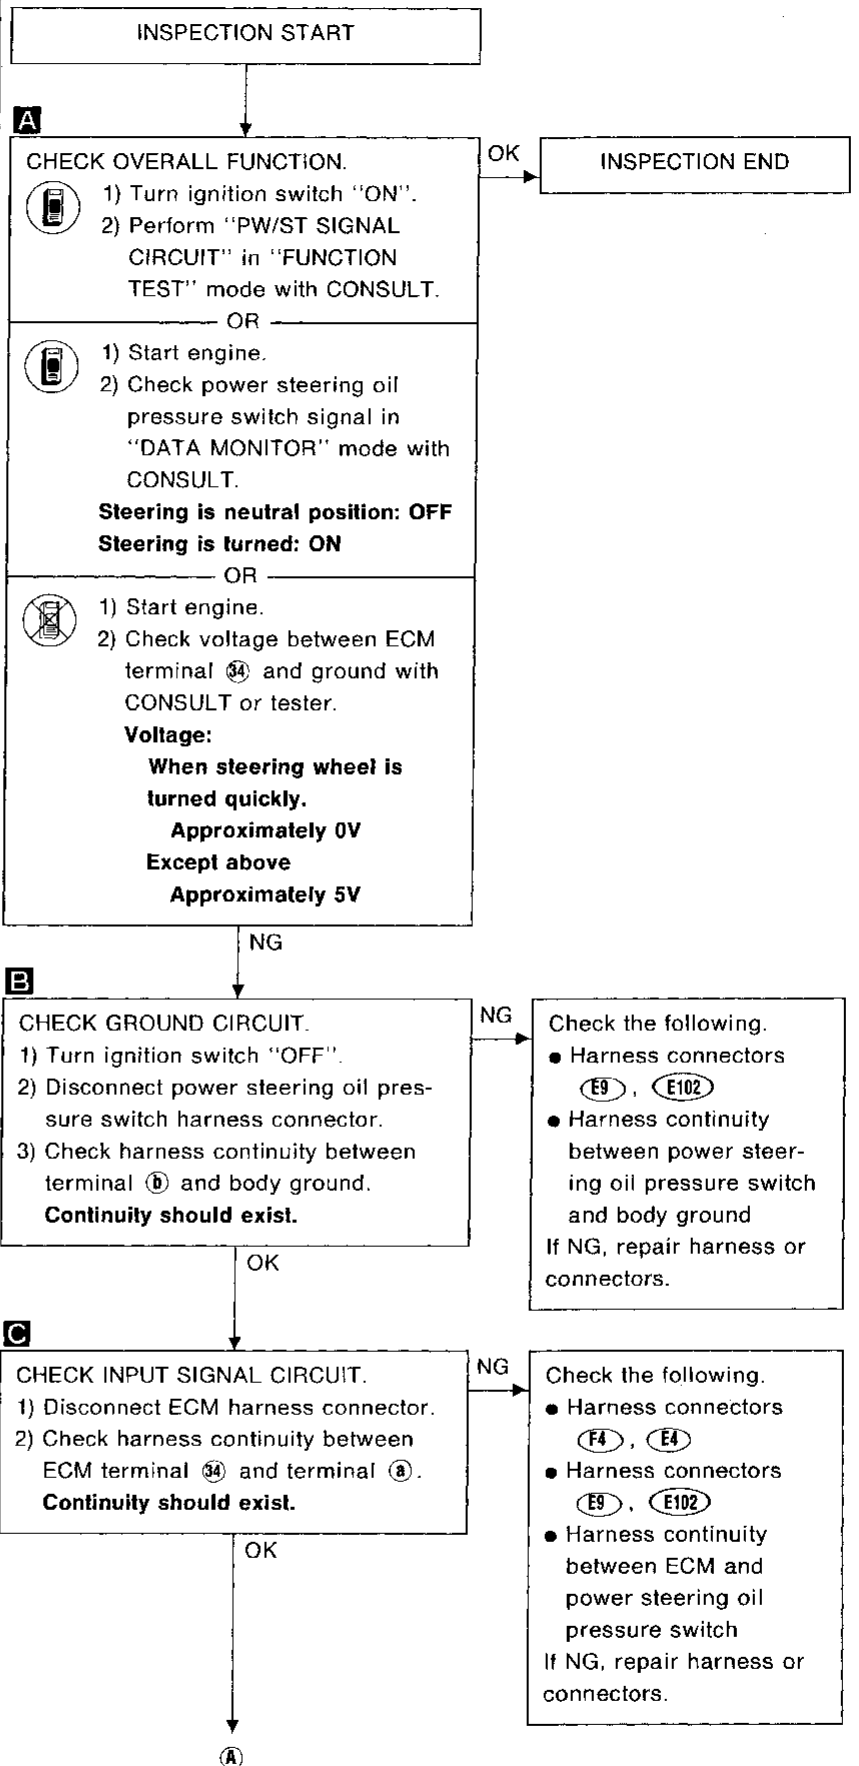 INSPECTION START
A
CHECK OVERALL FUNCTION.
1) Turn ignition switch "ON".
2) Perform "PW/ST SIGNAL
CIRCUIT" in "FUNCTION
TEST" mode with CONSULT.
OR
1) Start engine.
2) Check power steering oil
pressure switch signal in
"DATA MONITOR" mode with
CONSULT.
Steering is neutral position: OFF
Steering is turned: ON
OR
1) Start engine.
2) Check voltage between ECM
terminal 34 and ground with
CONSULT or tester.
Voltage:
When steering wheel is
turned quickly.
Approximately 0V
Except above
Approximately 5V
OK
INSPECTION END
NG
B
CHECK GROUND CIRCUIT.
1) Turn ignition switch "OFF".
2) Disconnect power steering oil pres-
sure switch harness connector.
3) Check harness continuity between
terminal b and body ground.
Continuity should exist.
NG
Check the following.
● Harness connectors
E9, E102
● Harness continuity
between power steer-
ing oil pressure switch
and body ground
If NG, repair harness or
connectors.
OK
C
CHECK INPUT SIGNAL CIRCUIT.
1) Disconnect ECM harness connector.
2) Check harness continuity between
ECM terminal 34 and terminal a.
Continuity should exist.
NG
Check the following.
● Harness connectors
F4, E4
● Harness connectors
E9, E102
● Harness continuity
between ECM and
power steering oil
pressure switch
If NG, repair harness or
connectors.
OK
A